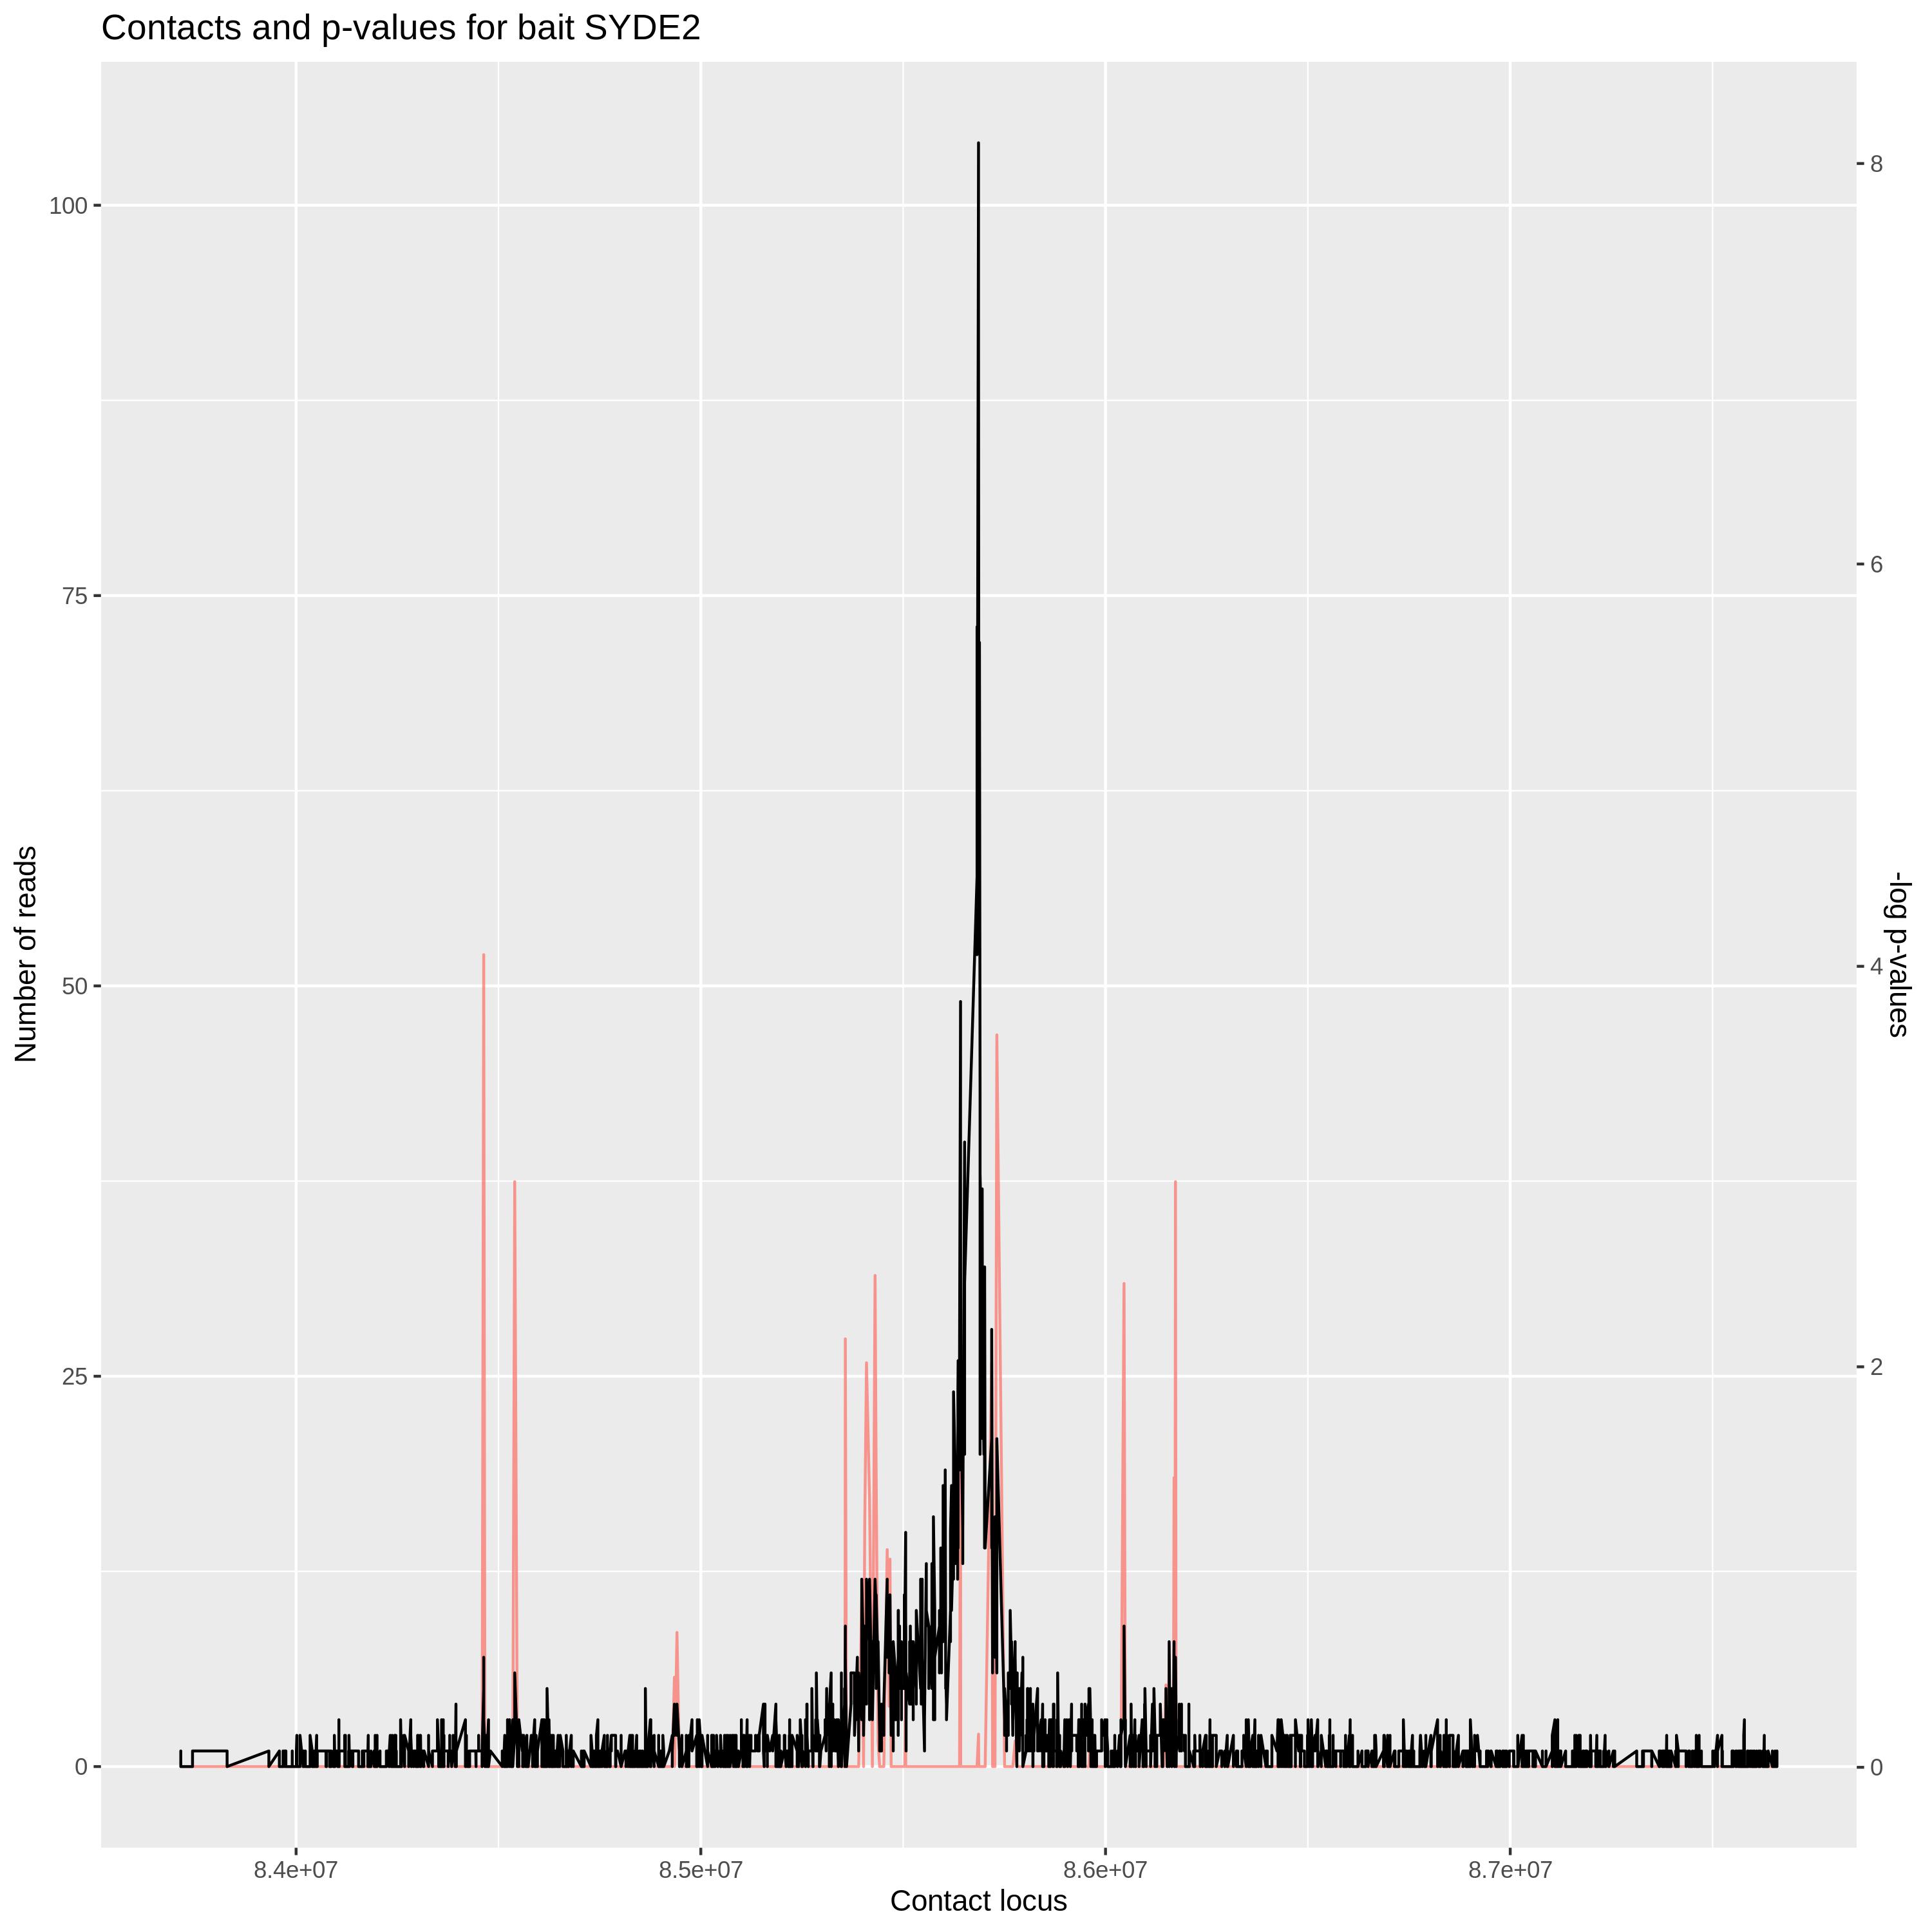 Contacts and p-values for bait SYDE2
Number of reads
100
75
50
25
0
8
6
4
2
0
-log p-values
8.4e+07 8.5e+07 8.6e+07 8.7e+07
Contact locus